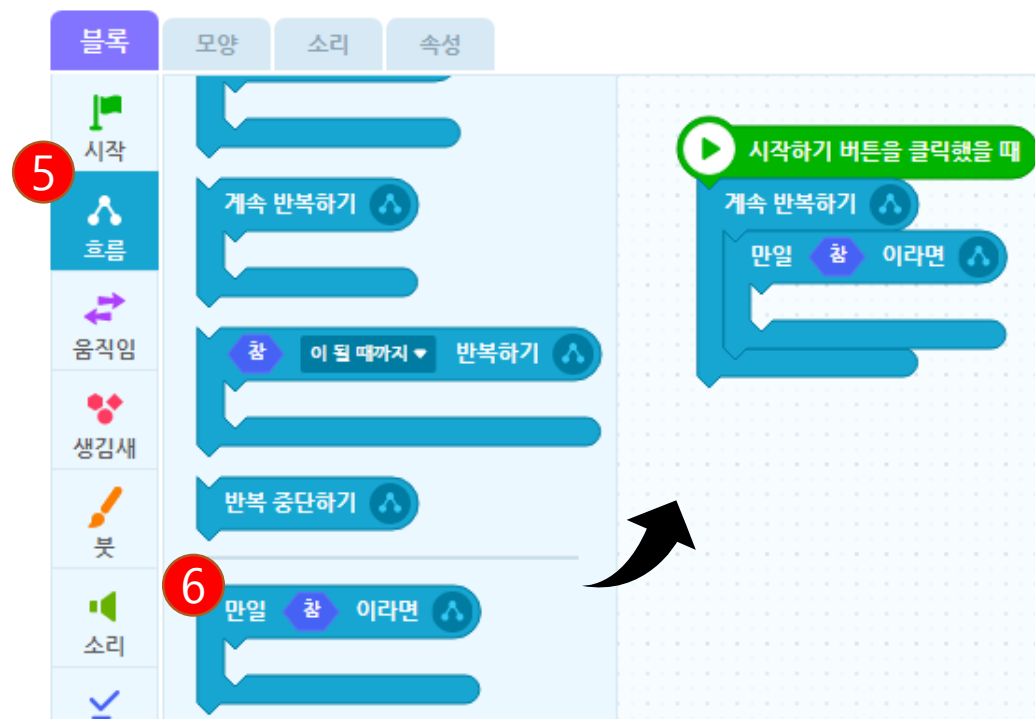 블록
모양
소리
속성
시작
5
흐름
움직임
생김새
붓
소리
계속 반복하기
참 이 될 때까지 ▼ 반복하기
반복 중단하기
6
만일 참 이라면
시작하기 버튼을 클릭했을 때
계속 반복하기
만일 참 이라면